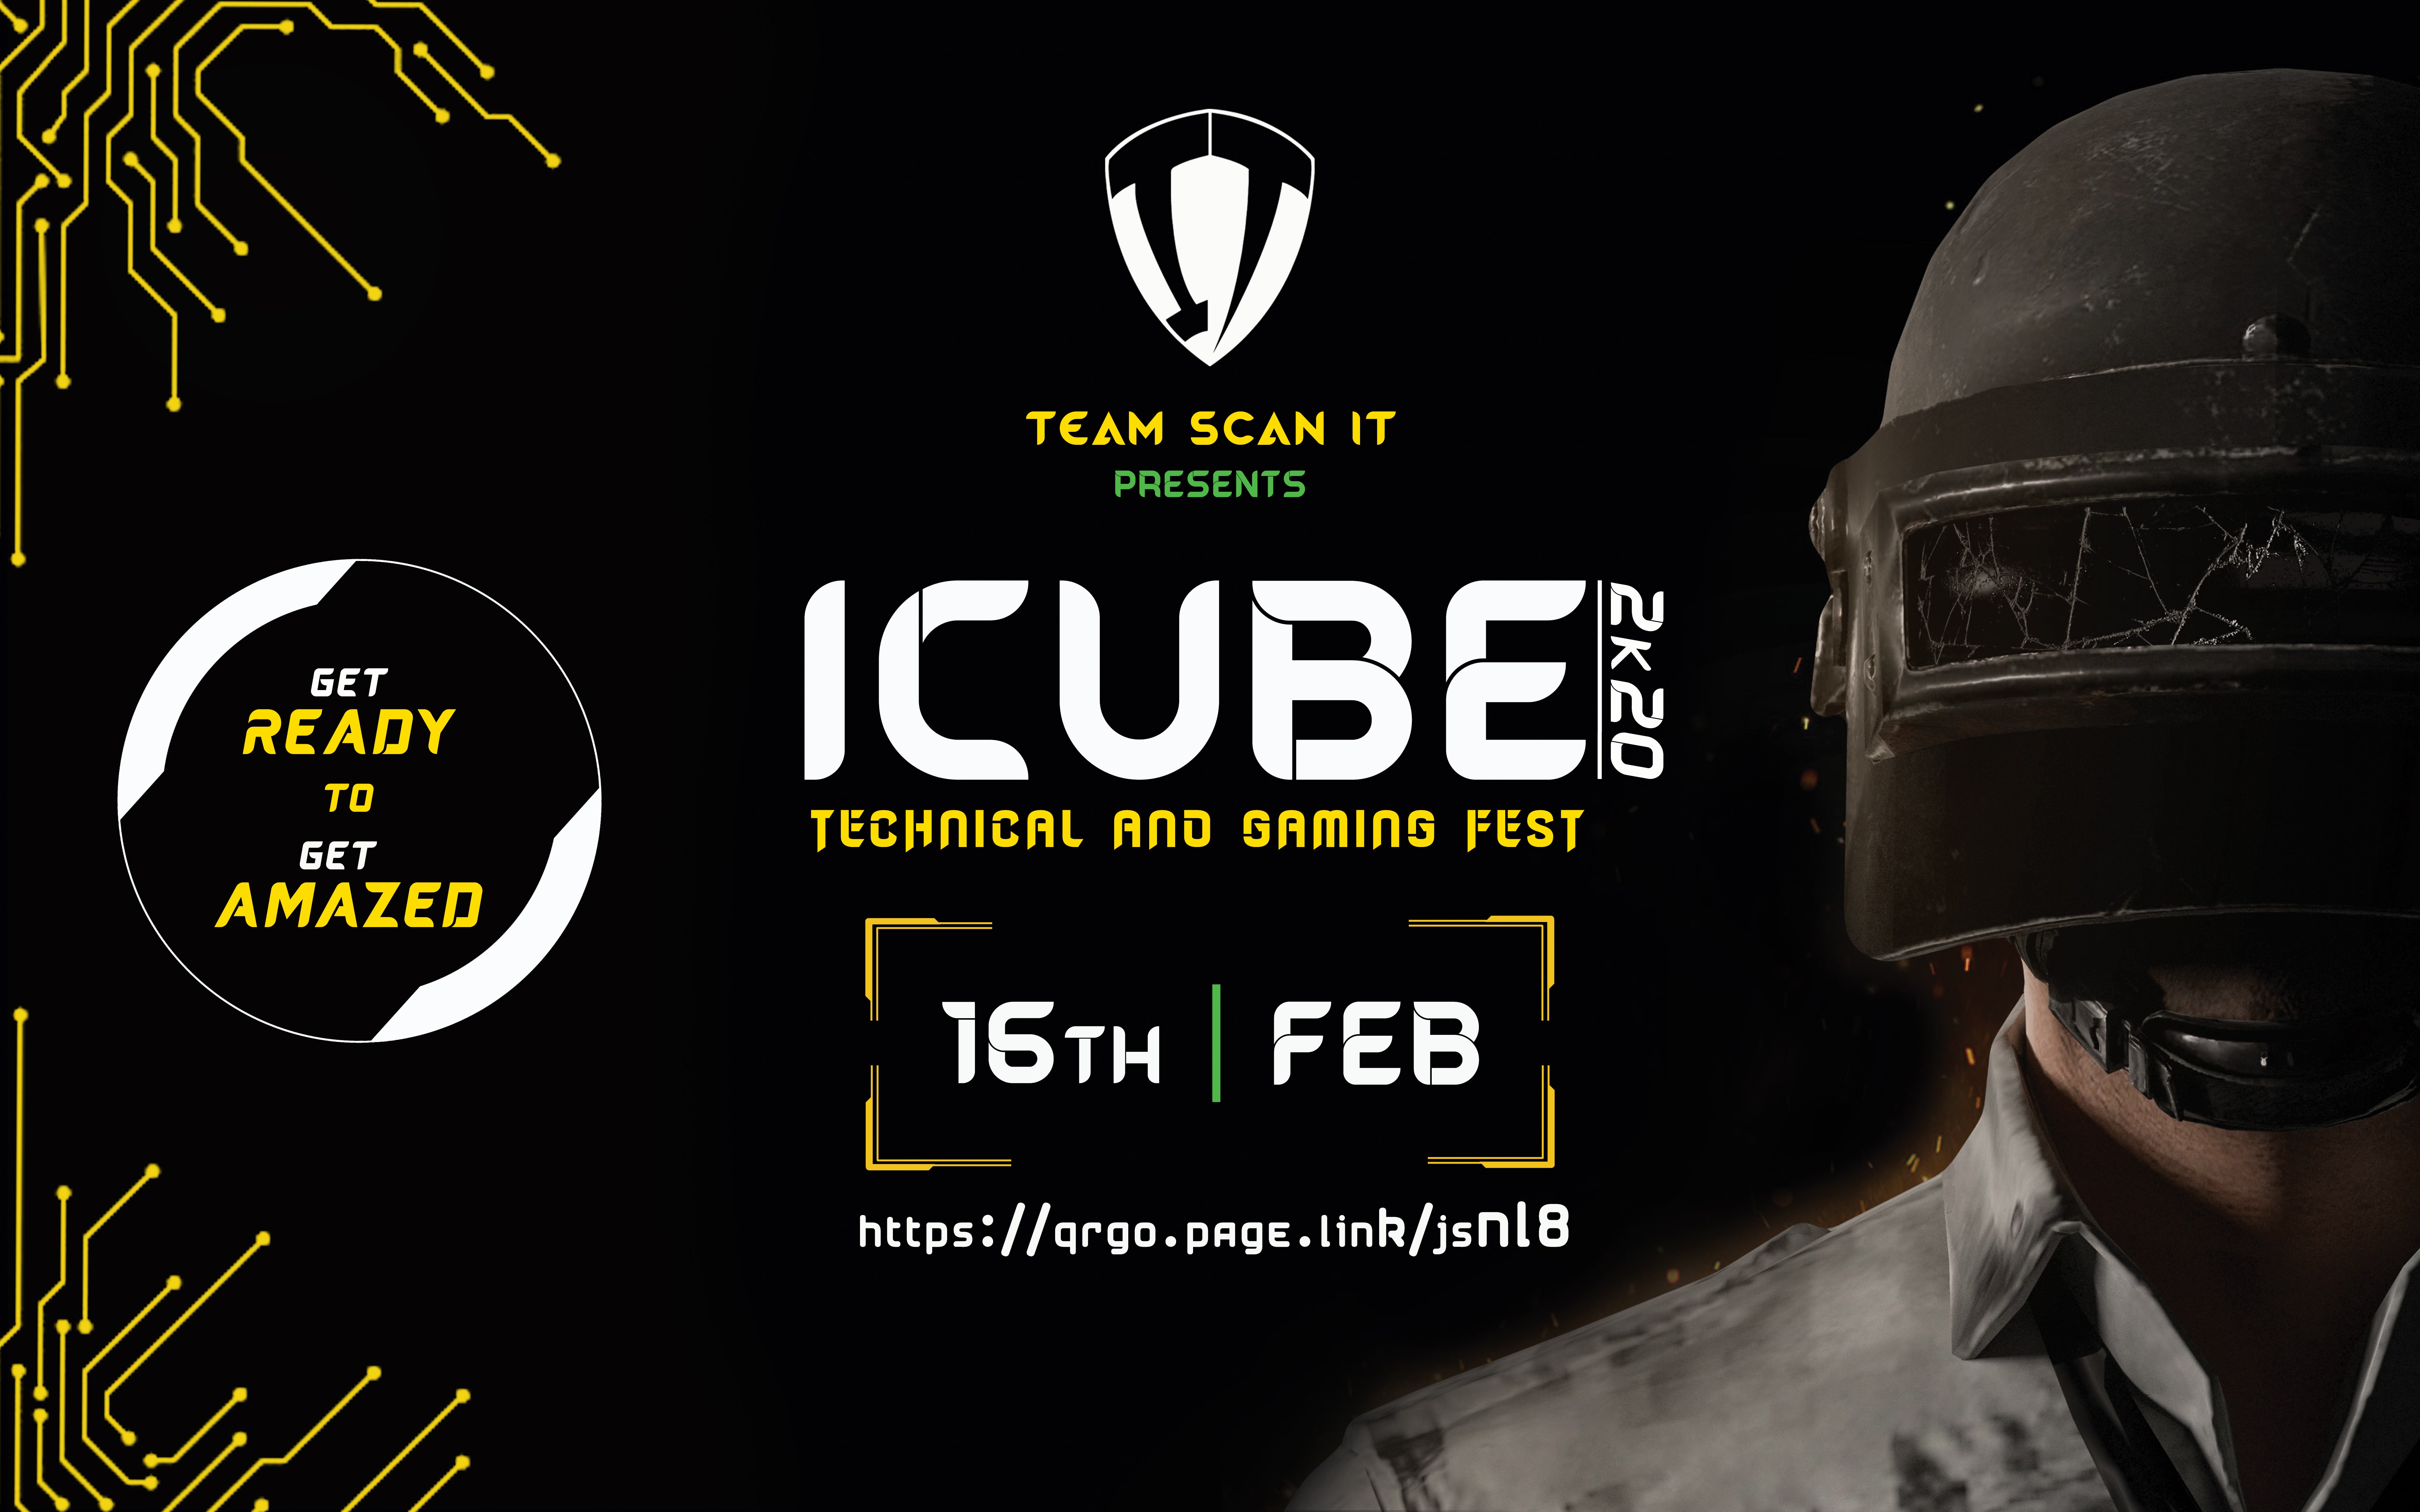 TEAM SCAN IT
PRESENTS
ICUBE 2K20
TECHNICAL AND GAMING FEST
GET
READY
TO
GET
AMAZED
16TH | FEB
https://qrgo.page.link/jsnl8